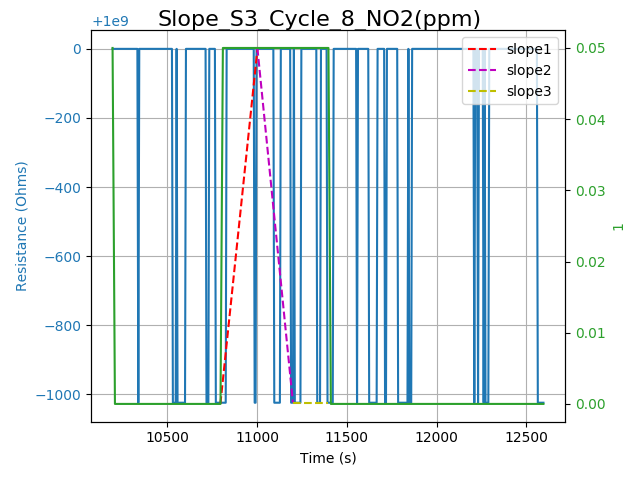 Slope_S3_Cycle_8_NO2(ppm)
+1e9
0
−200
−400
−600
−800
−1000
Resistance (Ohms)
slope1
slope2
slope3
0.05
0.04
0.03
0.02
0.01
0.00
1
10500
11000
11500
12000
12500
Time (s)